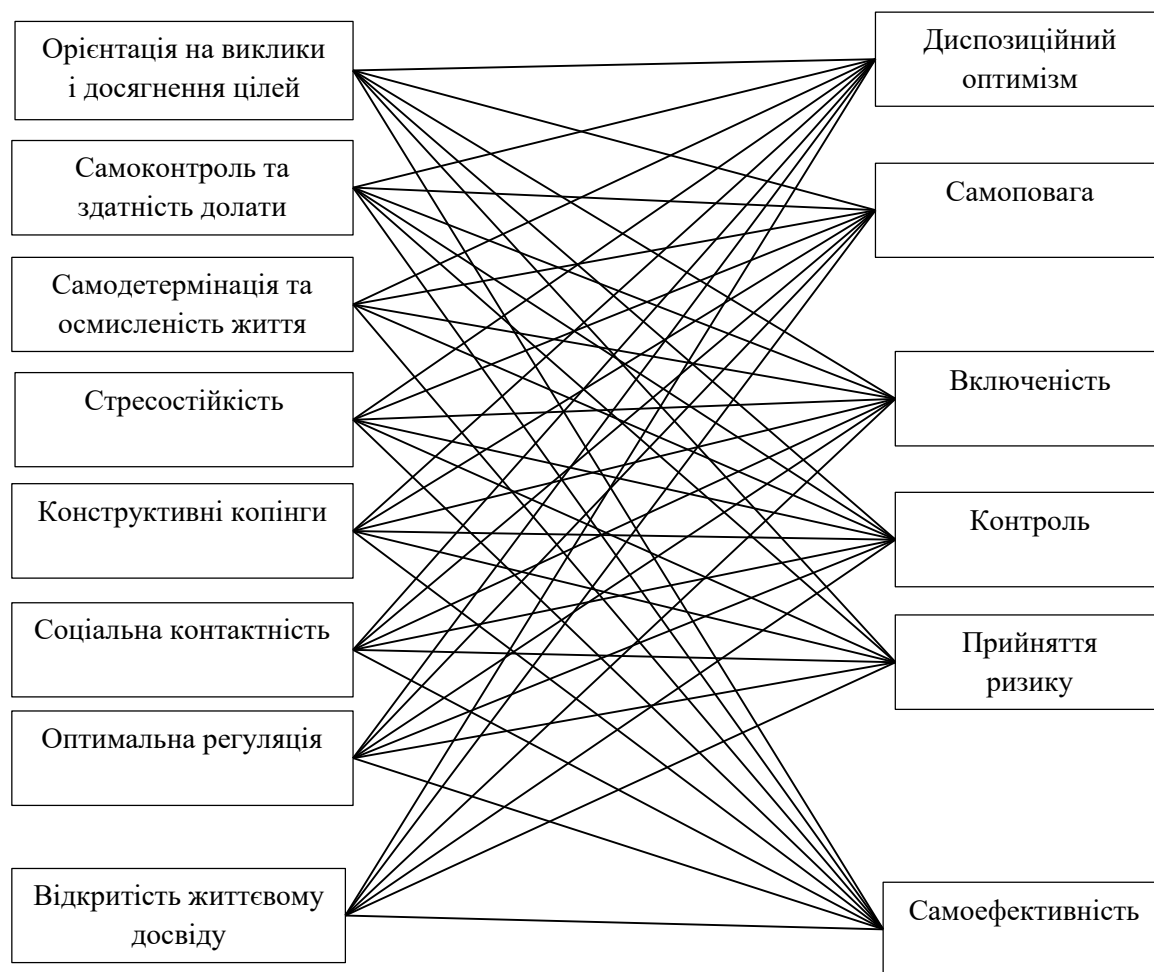 Орієнтація на виклики
і досягнення цілей
Самоконтроль та
здатність долати
Самодетермінація та
осмисленість життя
Стресостійкість
Конструктивні копінги
Соціальна контактність
Оптимальна регуляція
Відкритість життєвому
досвіду
Диспозиційний
оптимізм
Самоповага
Включеність
Контроль
Прийняття
ризику
Самоефективність